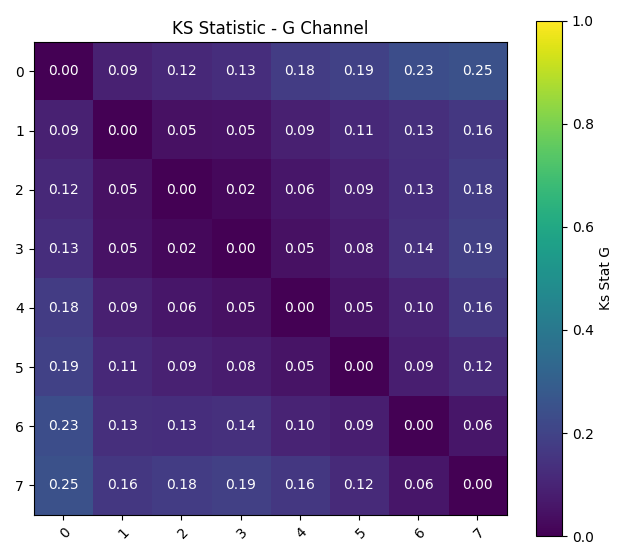 KS Statistic - G Channel
0 0.00 0.09 0.12 0.13 0.18 0.19 0.23 0.25
1 0.09 0.00 0.05 0.05 0.09 0.11 0.13 0.16
2 0.12 0.05 0.00 0.02 0.06 0.09 0.13 0.18
3 0.13 0.05 0.02 0.00 0.05 0.08 0.14 0.19
4 0.18 0.09 0.06 0.05 0.00 0.05 0.10 0.16
5 0.19 0.11 0.09 0.08 0.05 0.00 0.09 0.12
6 0.23 0.13 0.13 0.14 0.10 0.09 0.00 0.06
7 0.25 0.16 0.18 0.19 0.16 0.12 0.06 0.00
0 1 2 3 4 5 6 7
1.0
0.8
0.6
0.4
0.2
0.0
Ks Stat G